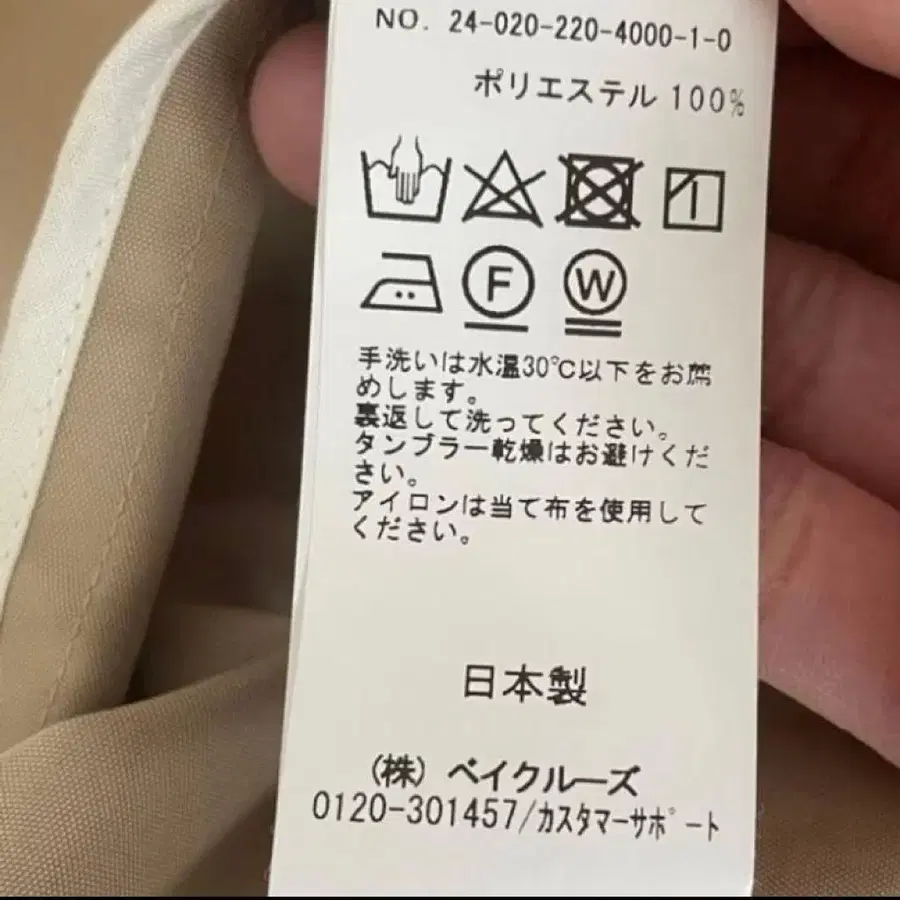 NO. 24-020-220-4000-1-0
ポリエステル 100%
F W
手洗いは水温30℃以下をお薦
めします。
裏返して洗ってください。
タンブラー乾燥はお避けくだ
さい。
アイロンは当て布を使用して
ください。
日本製
(株) ベイクルーズ
0120-301457/カスタマーサポート